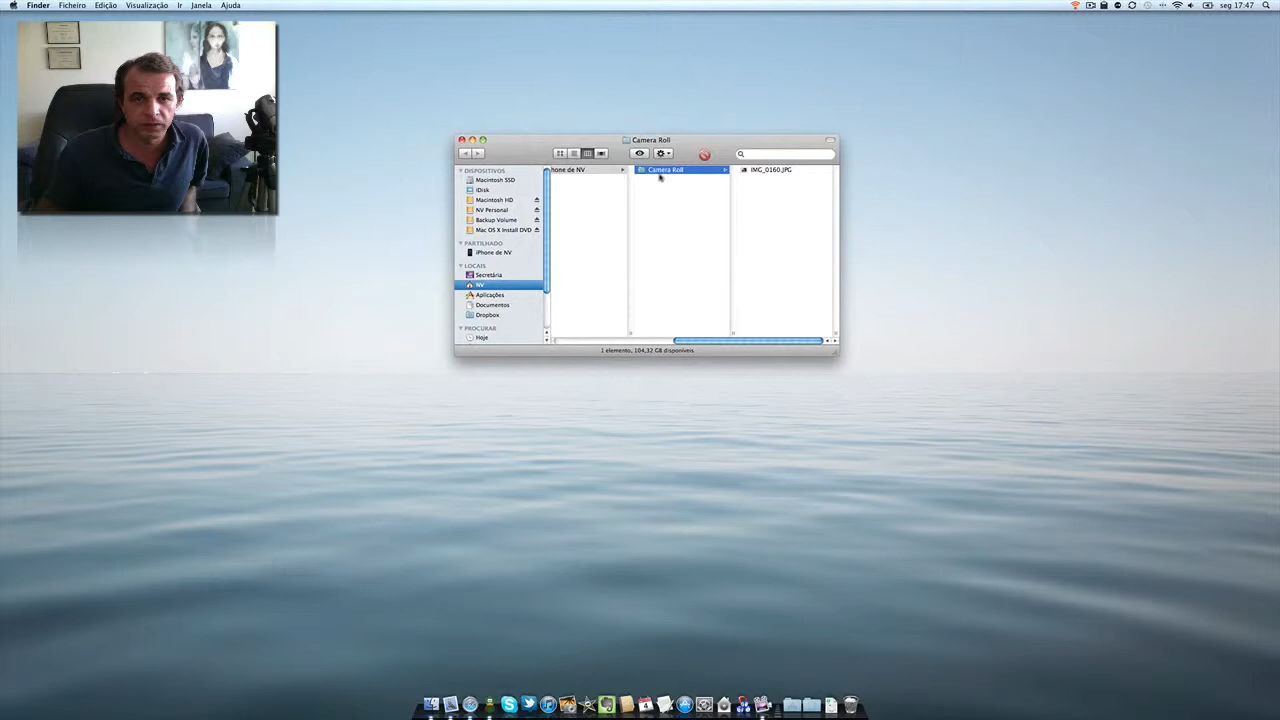 Finder Ficheiro Edição Visualização Ir Janela Ajuda
seg 17:47
Camera Roll
DISPOSITIVOS
Macintosh SSD
iDisk
Macintosh HD
NV Personal
Backup Volume
Mac OS X Install DVD
PARTILHADO
iPhone de NV
LOCAIS
Secretária
NV
Aplicações
Documentos
Dropbox
PROCURAR
Hoje
hone de NV
Camera Roll
IMG_0160.JPG
1 elemento, 104,32 GB disponíveis